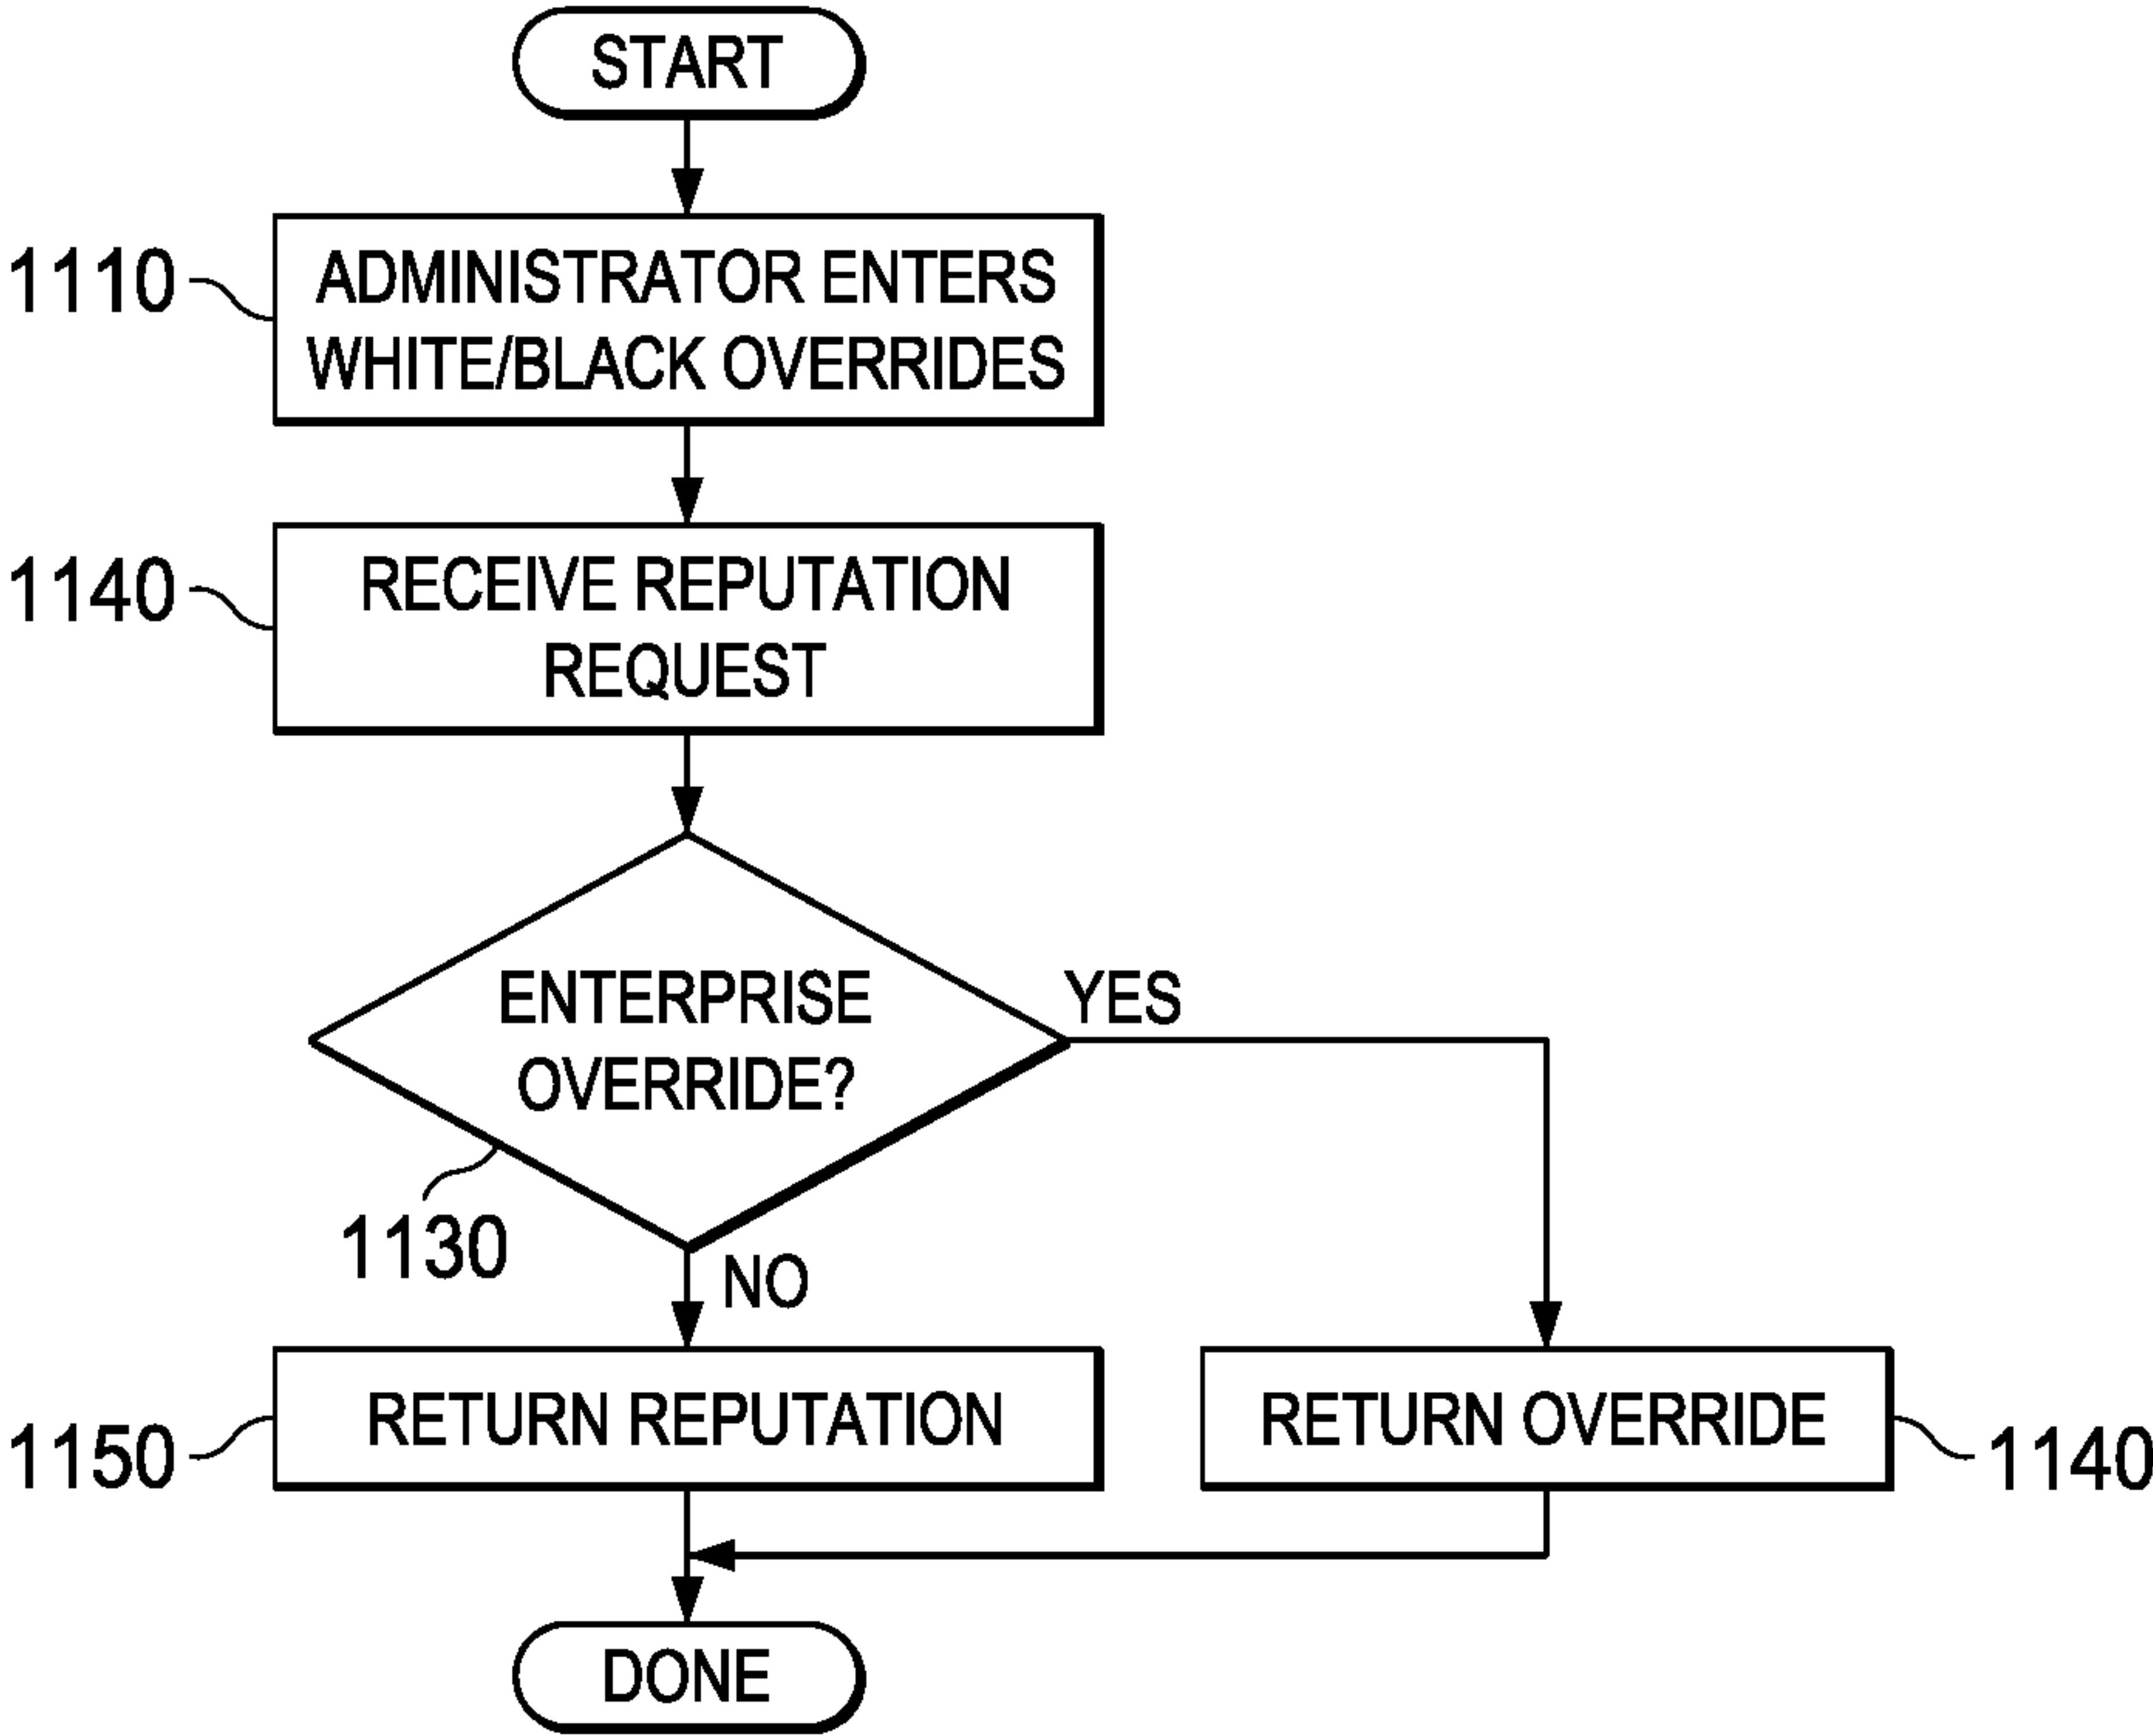 START
1110
ADMINISTRATOR ENTERS
WHITE/BLACK OVERRIDES
1140
RECEIVE REPUTATION
REQUEST
ENTERPRISE
OVERRIDE?
YES
1130
NO
1150
RETURN REPUTATION
RETURN OVERRIDE
1140
DONE